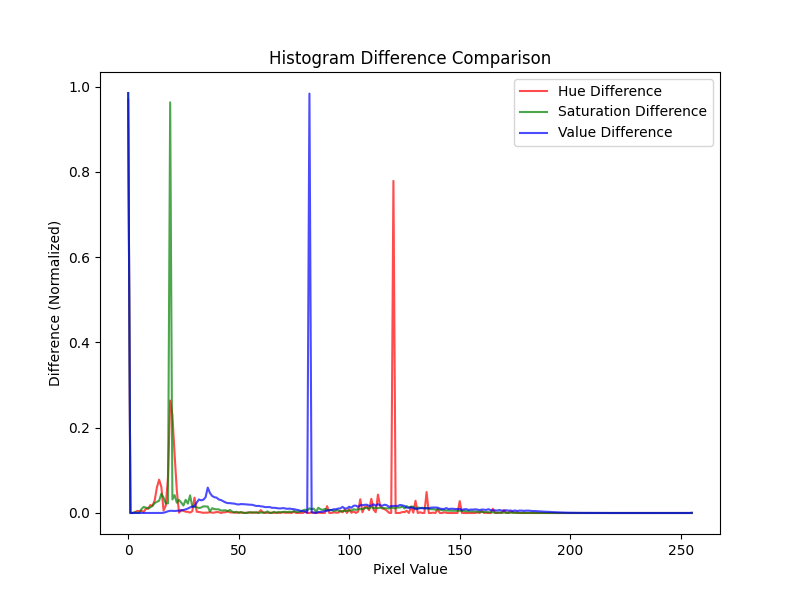 Histogram Difference Comparison
Hue Difference
Saturation Difference
Value Difference
Difference (Normalized)
1.0
0.8
0.6
0.4
0.2
0.0
0 50 100 150 200 250
Pixel Value